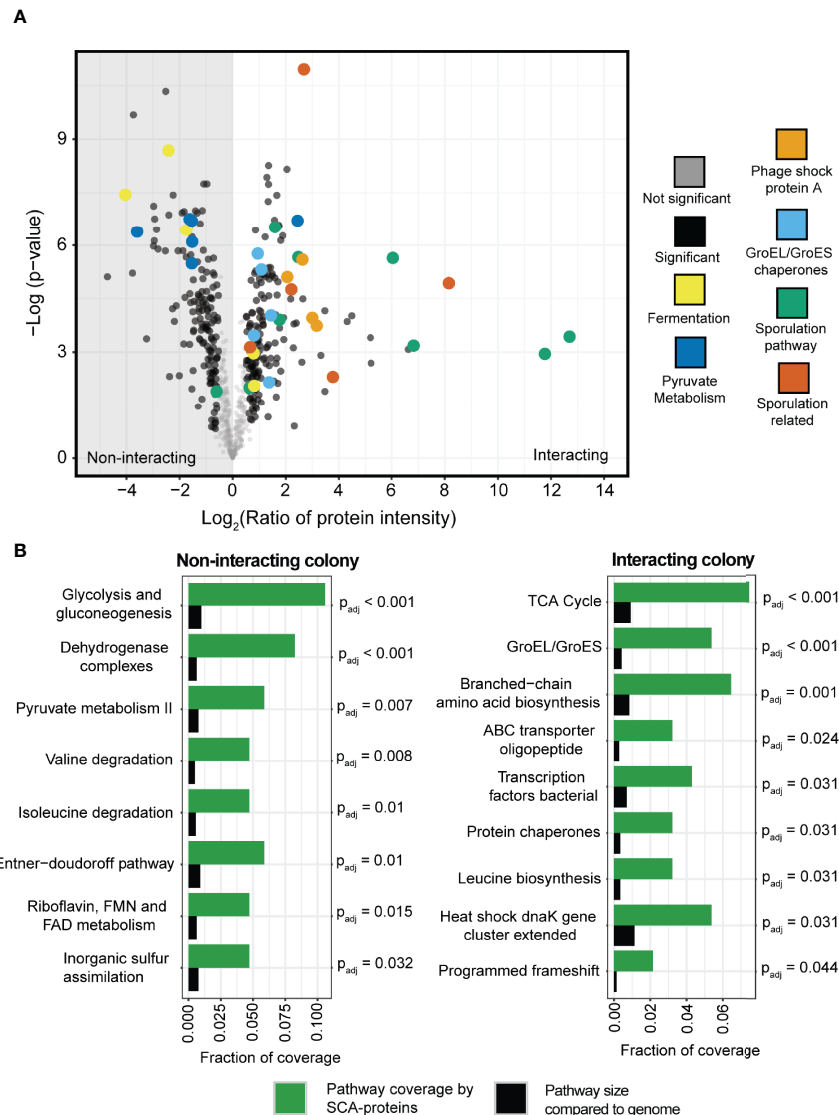 A
−Log (p−value)
9
6
3
0
Non-interacting
Interacting
−4
−2
0
2
4
6
8
10
12
14
Log2(Ratio of protein intensity)
Not significant
Significant
Fermentation
Pyruvate
Metabolism
Phage shock
protein A
GroEL/GroES
chaperones
Sporulation
pathway
Sporulation
related
B
Non-interacting colony
Glycolysis and
gluconeogenesis
padj < 0.001
Dehydrogenase
complexes
padj < 0.001
Pyruvate metabolism II
padj = 0.007
Valine degradation
padj = 0.008
Isoleucine degradation
padj = 0.01
Entner−doudoroff pathway
padj = 0.01
Riboflavin, FMN and
FAD metabolism
padj = 0.015
Inorganic sulfur
assimilation
padj = 0.032
0.000
0.025
0.050
0.075
0.100
Fraction of coverage
Interacting colony
TCA Cycle
padj < 0.001
GroEL/GroES
padj < 0.001
Branched−chain
amino acid biosynthesis
padj = 0.001
ABC transporter
oligopeptide
padj = 0.024
Transcription
factors bacterial
padj = 0.031
Protein chaperones
padj = 0.031
Leucine biosynthesis
padj = 0.031
Heat shock dnaK gene
cluster extended
padj = 0.031
Programmed frameshift
padj = 0.044
0.00
0.02
0.04
0.06
Fraction of coverage
Pathway coverage by
SCA-proteins
Pathway size
compared to genome